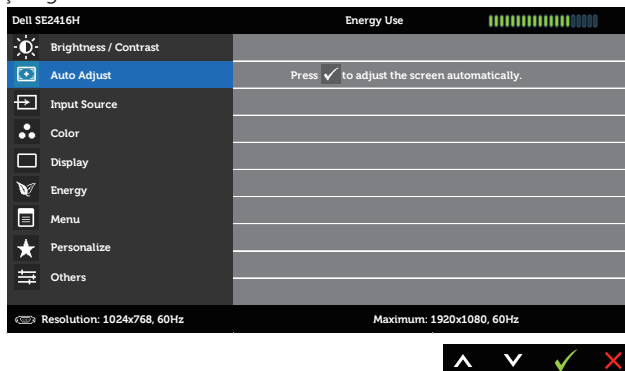 Dell SE2416H Energy Use
Brightness / Contrast
Auto Adjust Press ✓ to adjust the screen automatically.
Input Source
Color
Display
Energy
Menu
Personalize
Others
Resolution: 1024x768, 60Hz Maximum: 1920x1080, 60Hz